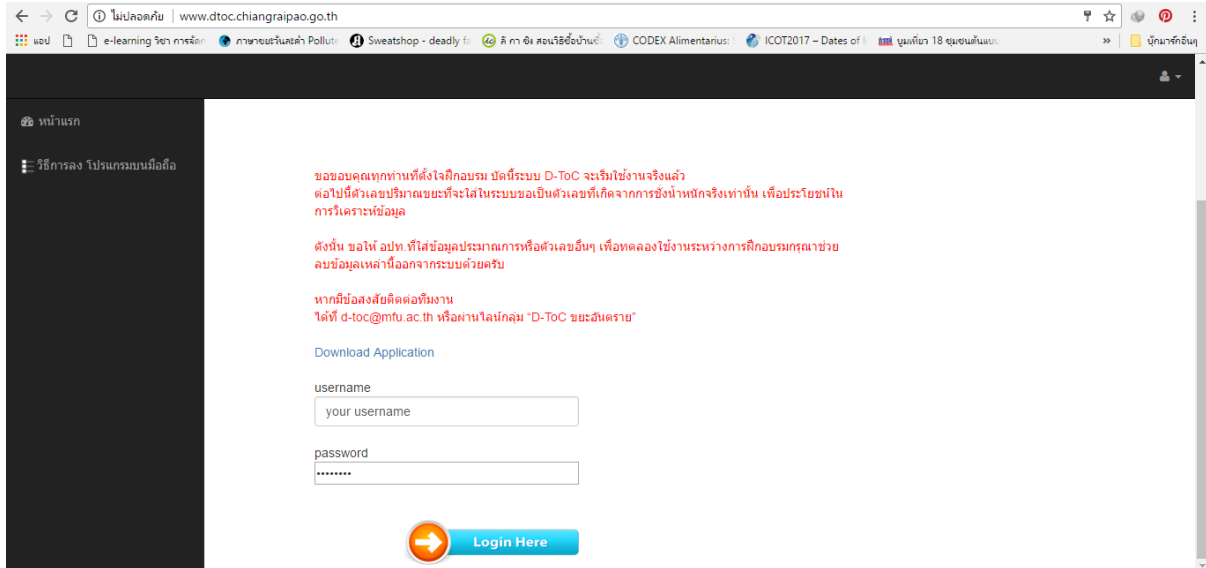 ไม่ปลอดภัย | www.dtoc.chiangraipao.go.th
แอป e-learning วิชา การจัดก ภาษาขยะวันละคำ Pollute Sweatshop - deadly fa ลิ กา ซิเ สอนวิธีซื้อบ้านซื้ CODEX Alimentarius: ICOT2017 – Dates of บูมเที่ยว 18 ชุมชนต้นแบบ » บุ๊กมาร์กอื่นๆ
หน้าแรก
วิธีการลง โปรแกรมบนมือถือ
ขอขอบคุณทุกท่านที่ตั้งใจฝึกอบรม บัดนี้ระบบ D-ToC จะเริ่มใช้งานจริงแล้ว
ต่อไปนี้ตัวเลขปริมาณขยะที่จะใส่ในระบบขอเป็นตัวเลขที่เกิดจากการชั่งน้ำหนักจริงเท่านั้น เพื่อประโยชน์ใน
การวิเคราะห์ข้อมูล
ดังนั้น ขอให้ อปท.ที่ใส่ข้อมูลประมาณการหรือตัวเลขอื่นๆ เพื่อทดลองใช้งานระหว่างการฝึกอบรมกรุณาช่วย
ลบข้อมูลเหล่านี้ออกจากระบบด้วยครับ
หากมีข้อสงสัยติดต่อทีมงาน
ได้ที่ d-toc@mfu.ac.th หรือผ่านไลน์กลุ่ม "D-ToC ขยะอันตราย"
Download Application
username
your username
password
••••••••
Login Here